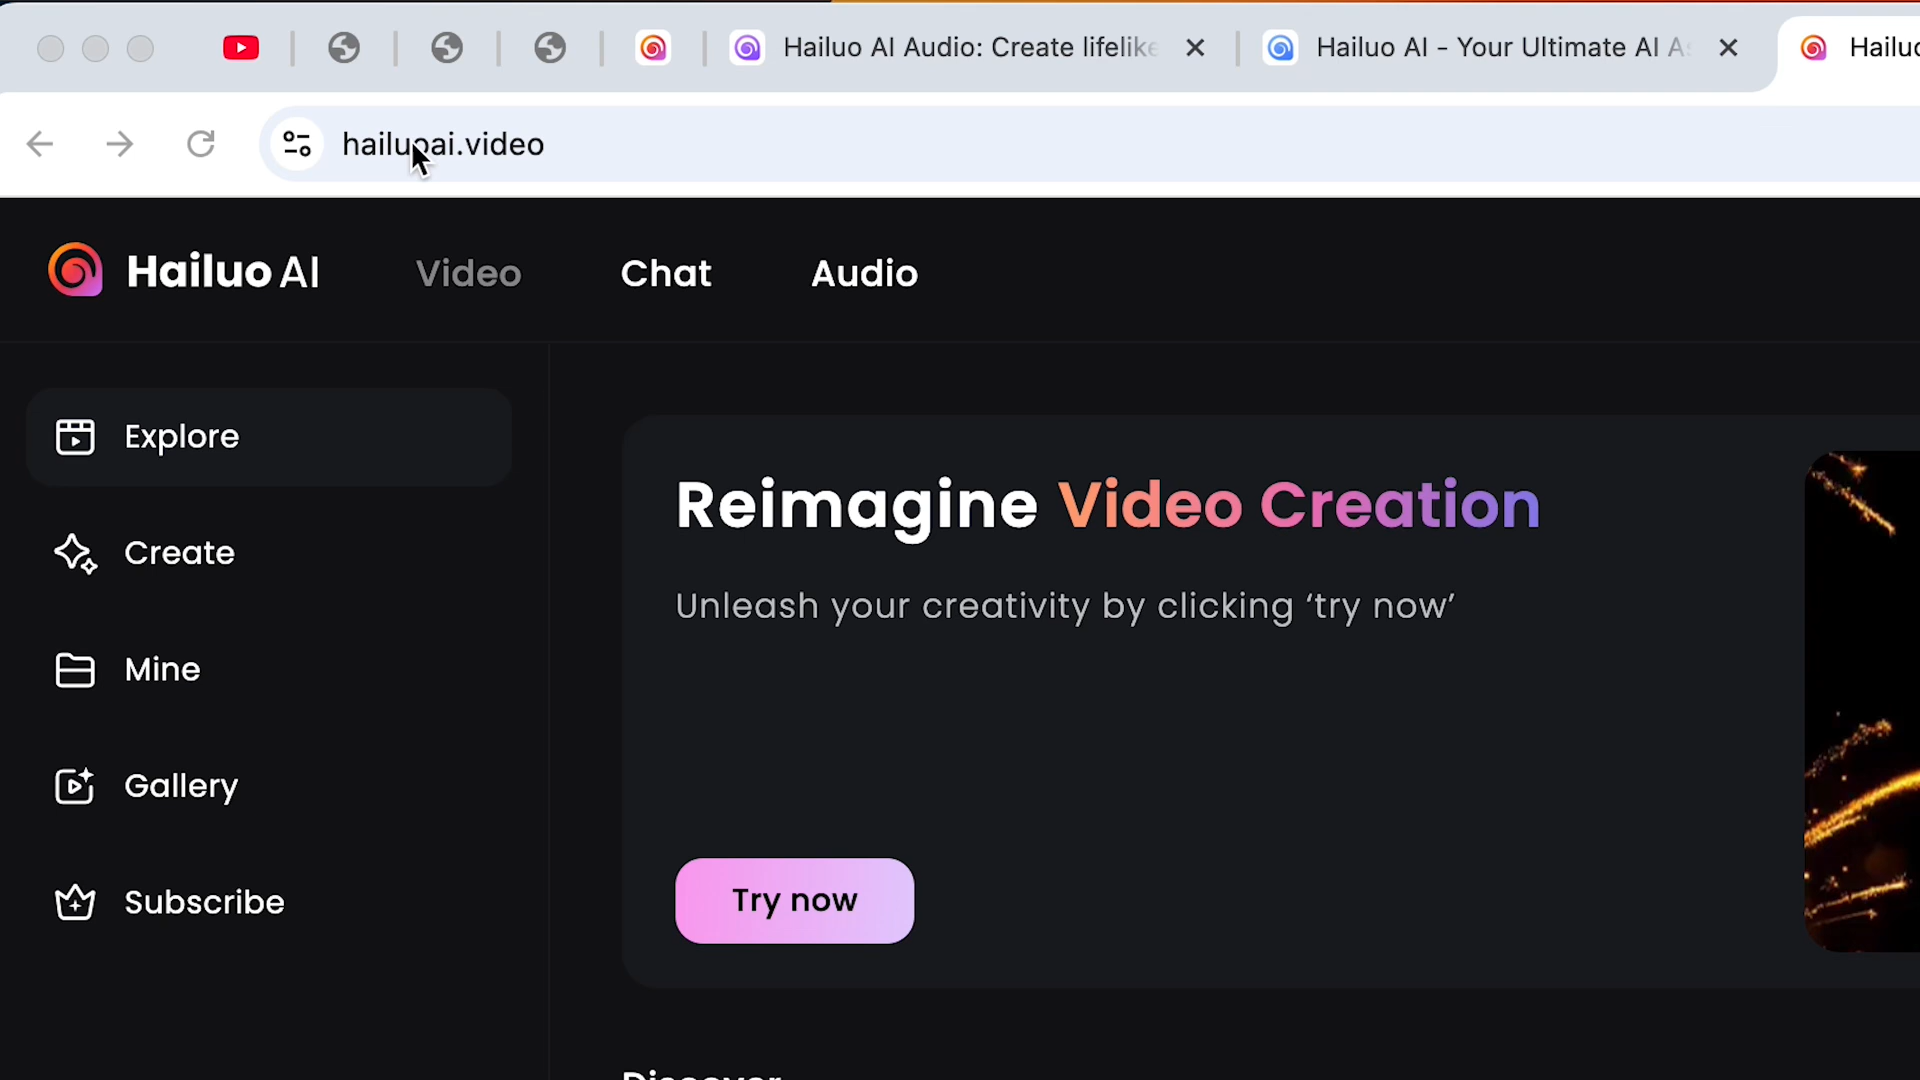 Hailuo AI Audio: Create lifelike
Hailuo AI - Your Ultimate AI A
Hailuo
hailuoai.video
Hailuo AI
Video
Chat
Audio
Explore
Create
Mine
Gallery
Subscribe
Reimagine Video Creation
Unleash your creativity by clicking ‘try now’
Try now
Discover